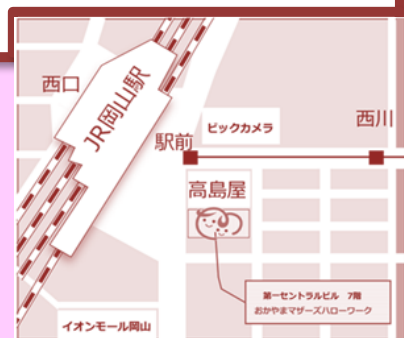 西口
JR岡山駅
駅前
ビックカメラ
西川
高島屋
第一セントラルビル 7階
おかやまマザーズハローワーク
イオンモール岡山